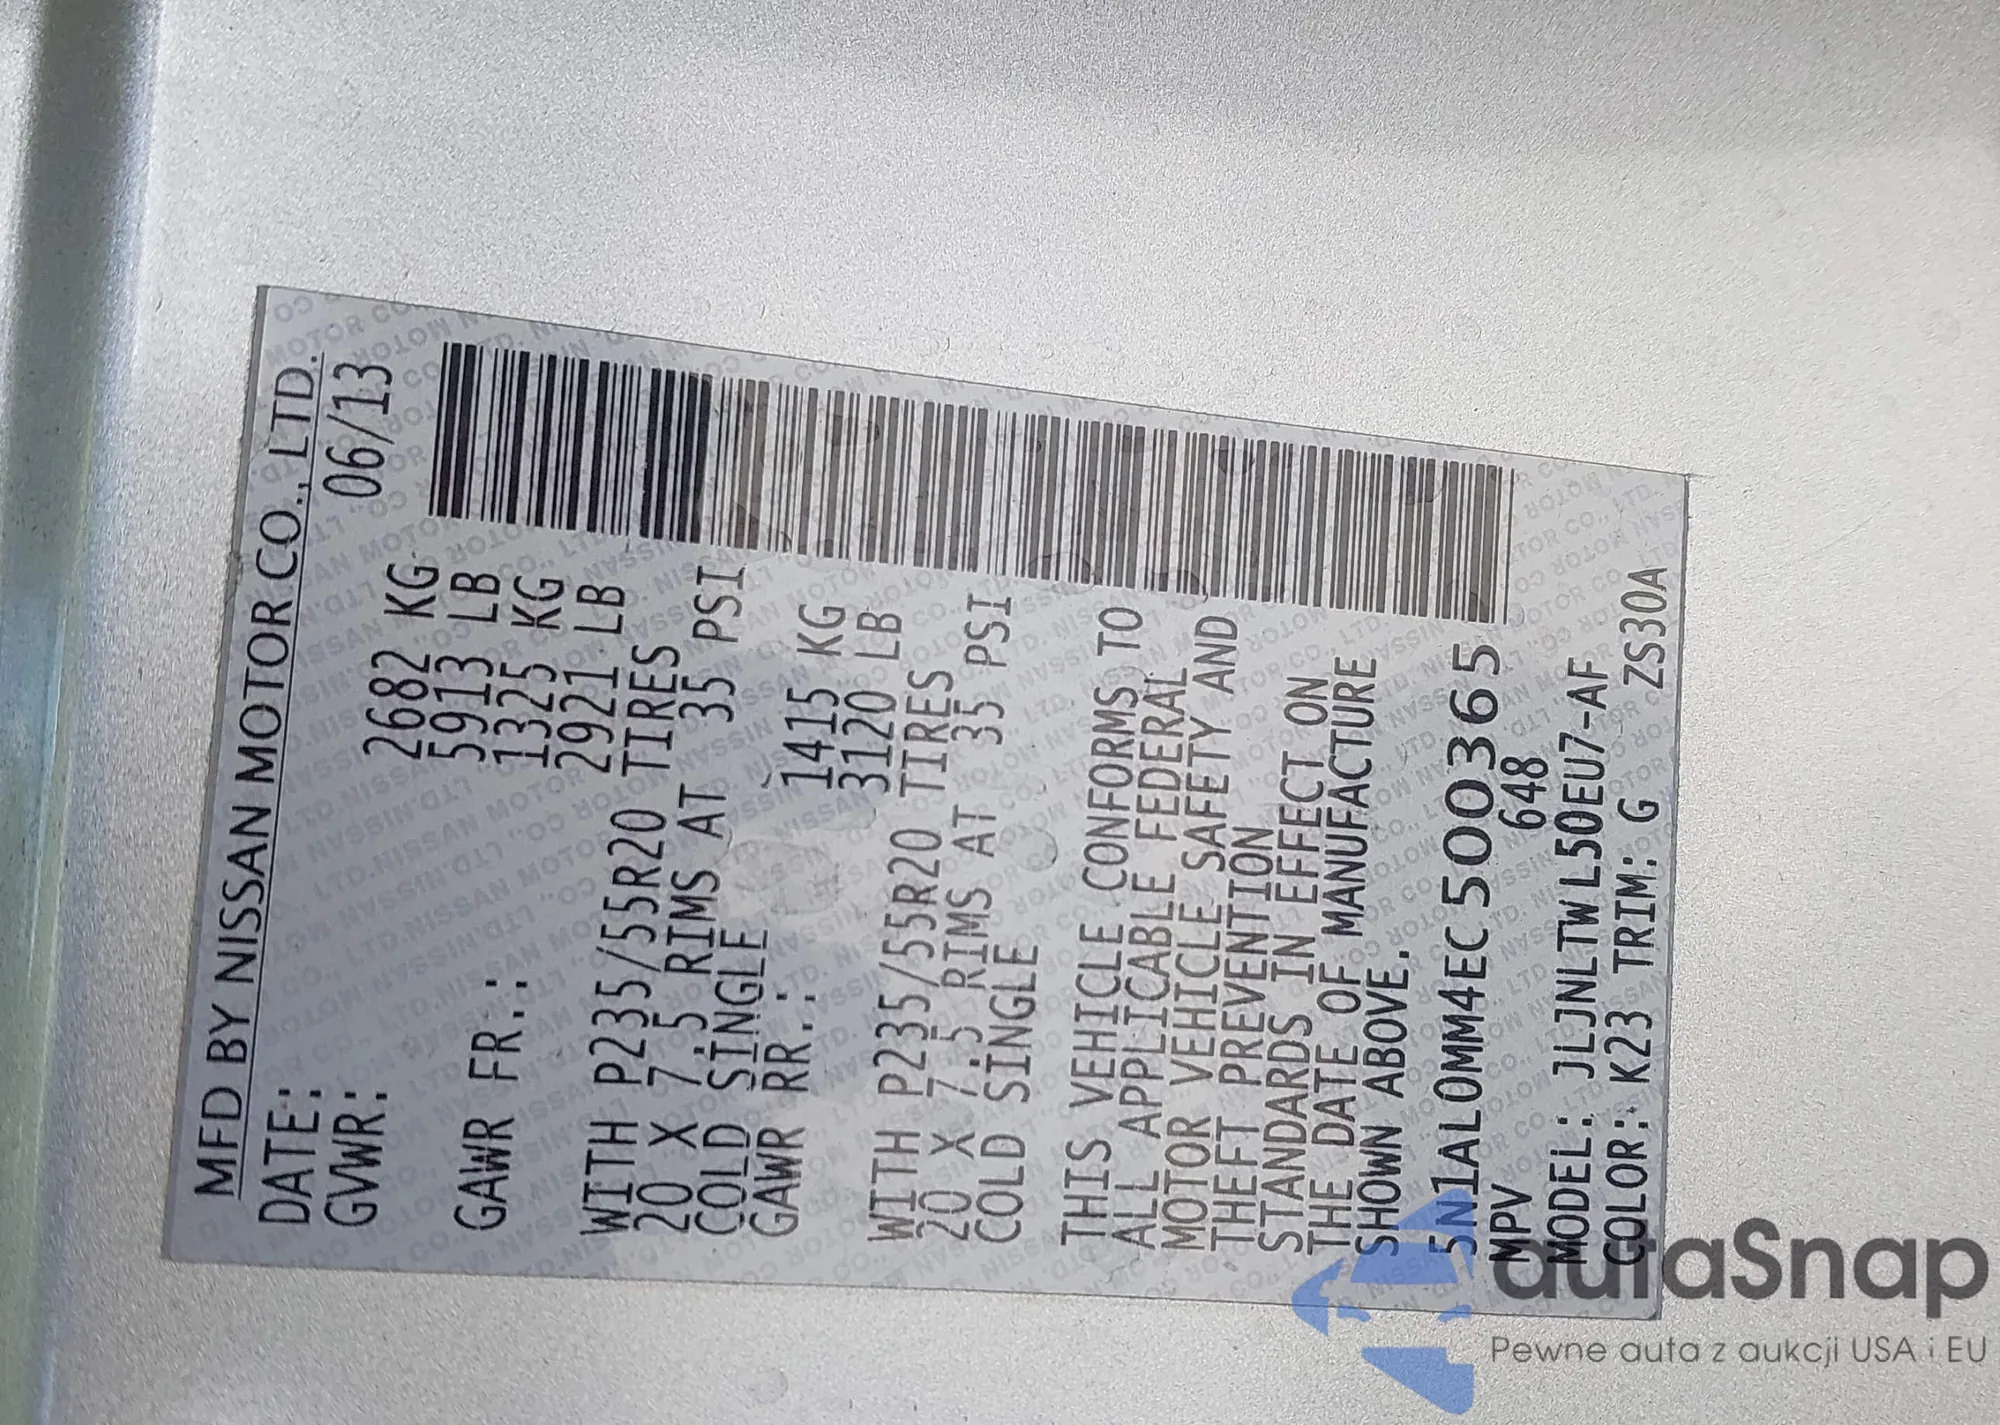 MFD BY NISSAN MOTOR CO., LTD.
DATE: 06/13
GVWR: 2682 KG
5913 LB
GAWR FR.: 1325 KG
2921 LB
WITH P235/55R20 TIRES
20 X 7.5 RIMS AT 35 PSI
COLD SINGLE
GAWR RR.: 1415 KG
3120 LB
WITH P235/55R20 TIRES
20 X 7.5 RIMS AT 35 PSI
COLD SINGLE
THIS VEHICLE CONFORMS TO
ALL APPLICABLE FEDERAL
MOTOR VEHICLE SAFETY AND
THEFT PREVENTION
STANDARDS IN EFFECT ON
THE DATE OF MANUFACTURE
SHOWN ABOVE.
5N1AL0MM4EC500365
MPV 648
MODEL: JLJNLTWL50EU7-AF
COLOR: K23 TRIM: G ZS30A
autaSnap
Pewne auta z aukcji USA i EU